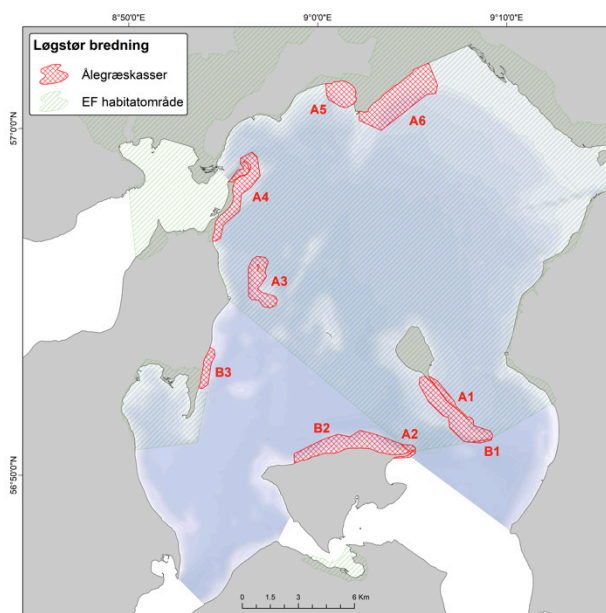 8°50'0"E 9°0'0"E 9°10'0"E
Løgstør bredning
Ålegræskasser
EF habitatområde
A5
A6
57°0'0"N
A4
A3
B3
A1
B2
A2
B1
56°50'0"N
0 1.5 3 6 Km